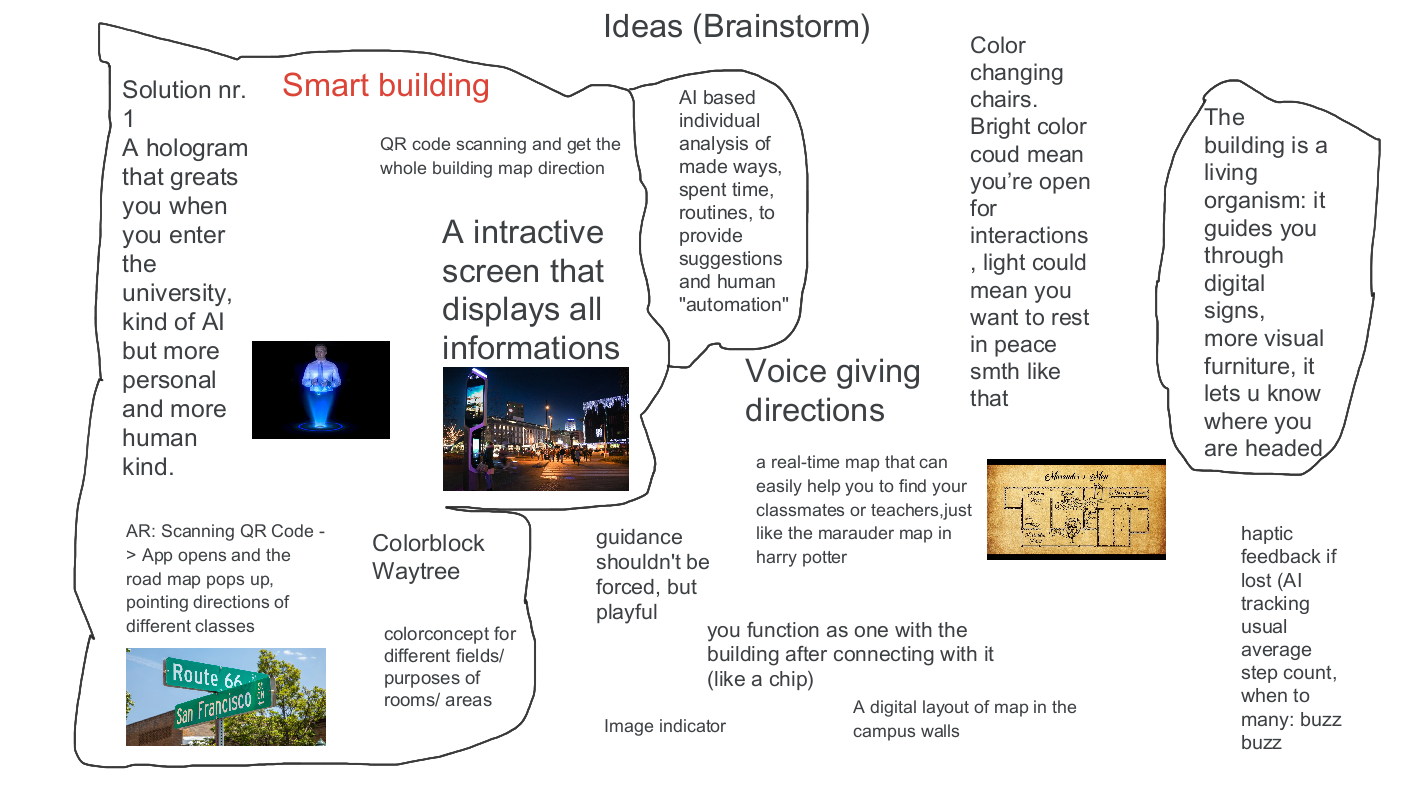 Ideas (Brainstorm)
Smart building
Solution nr.
1
A hologram
that greats
you when
you enter
the
university,
kind of AI
but more
personal
and more
human
kind.
QR code scanning and get the
whole building map direction
A intractive
screen that
displays all
informations
AI based
individual
analysis of
made ways,
spent time,
routines, to
provide
suggestions
and human
"automation"
Color
changing
chairs.
Bright color
coud mean
you’re open
for
interactions
, light could
mean you
want to rest
in peace
smth like
that
The
building is a
living
organism: it
guides you
through
digital
signs,
more visual
furniture, it
lets u know
where you
are headed
Voice giving
directions
a real-time map that can
easily help you to find your
classmates or teachers,just
like the marauder map in
harry potter
Marauder's Map
AR: Scanning QR Code -
> App opens and the
road map pops up,
pointing directions of
different classes
Route 66
San Francisco
Colorblock
Waytree
colorconcept for
different fields/
purposes of
rooms/ areas
guidance
shouldn't be
forced, but
playful
you function as one with the
building after connecting with it
(like a chip)
Image indicator
A digital layout of map in the
campus walls
haptic
feedback if
lost (AI
tracking
usual
average
step count,
when to
many: buzz
buzz